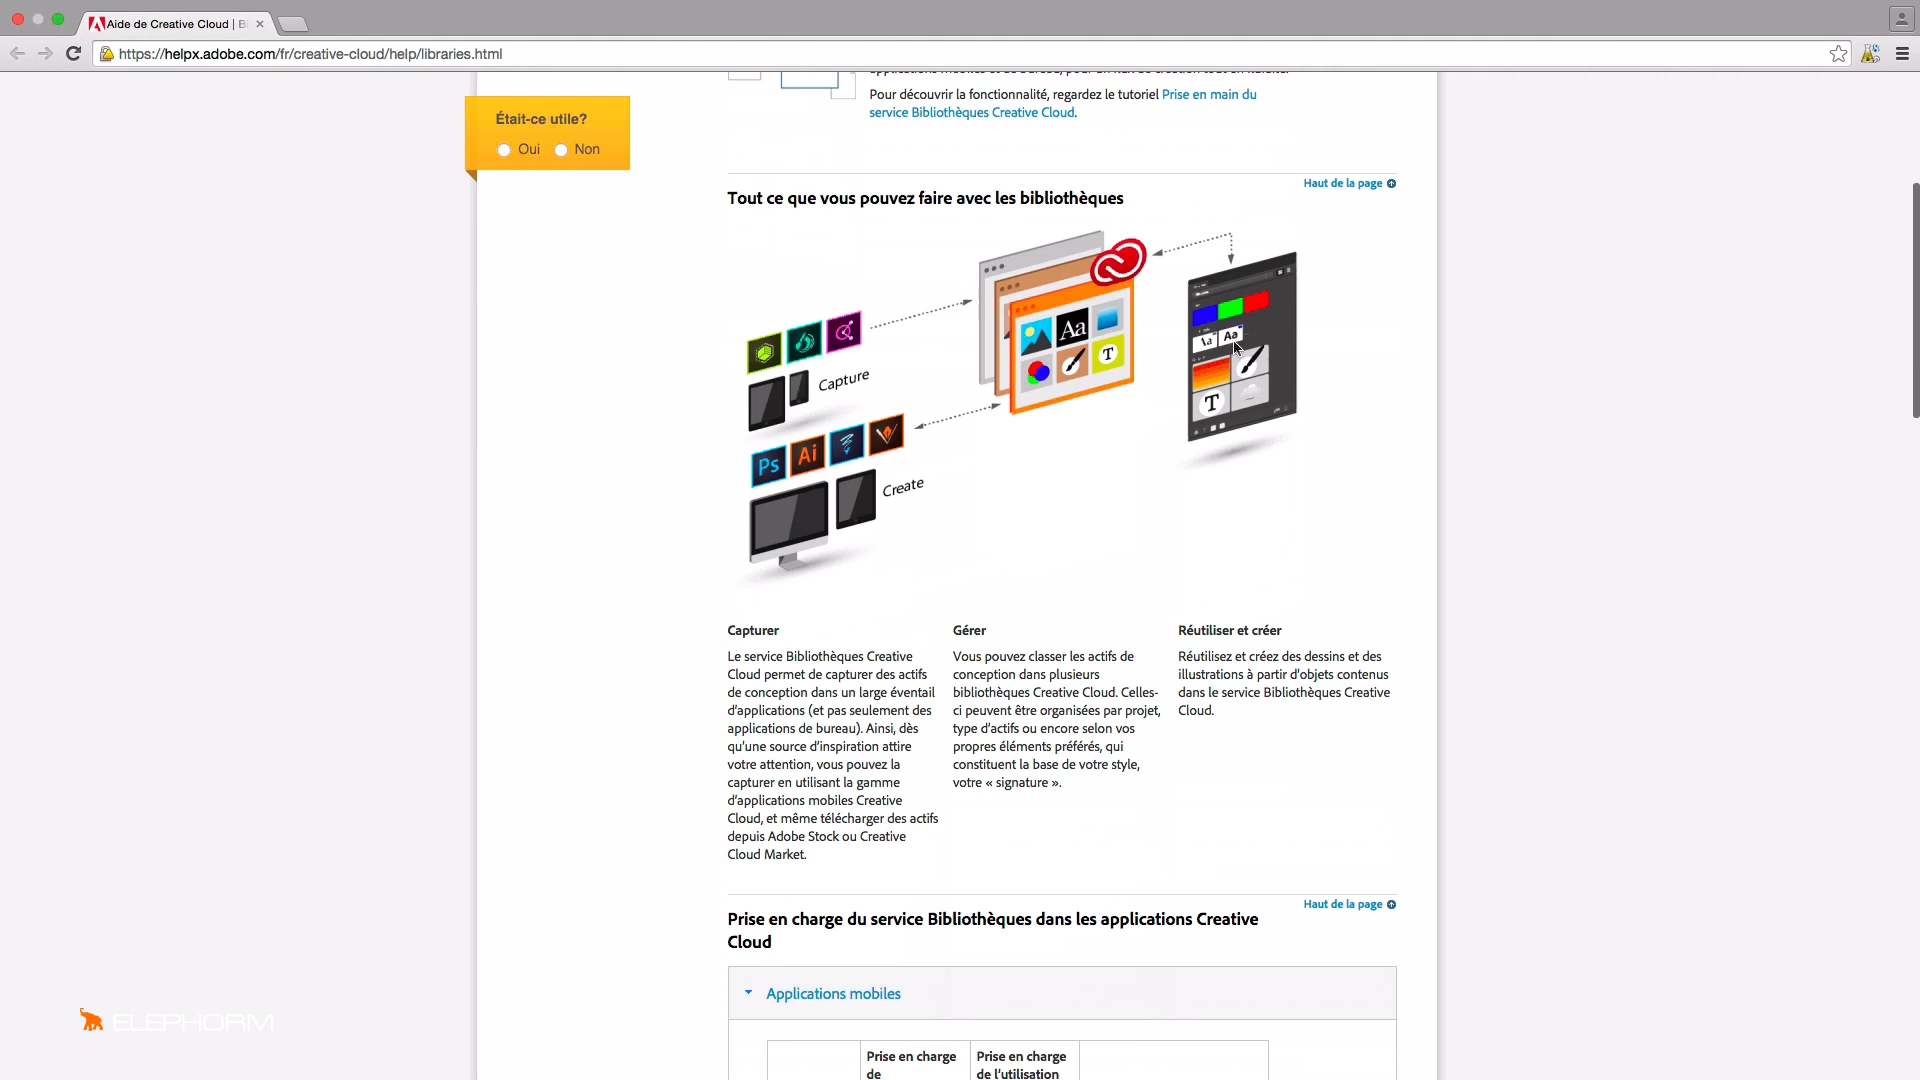 Aide de Creative Cloud | B
https://helpx.adobe.com/fr/creative-cloud/help/libraries.html
Pour découvrir la fonctionnalité, regardez le tutoriel Prise en main du
service Bibliothèques Creative Cloud.
Était-ce utile?
Oui Non
Haut de la page
Tout ce que vous pouvez faire avec les bibliothèques
Capture
Aa
T
Aa
Aa
T
Ps
Ai
Create
Capturer
Le service Bibliothèques Creative
Cloud permet de capturer des actifs
de conception dans un large éventail
d'applications (et pas seulement des
applications de bureau). Ainsi, dès
qu'une source d'inspiration attire
votre attention, vous pouvez la
capturer en utilisant la gamme
d'applications mobiles Creative
Cloud, et même télécharger des actifs
depuis Adobe Stock ou Creative
Cloud Market.
Gérer
Vous pouvez classer les actifs de
conception dans plusieurs
bibliothèques Creative Cloud. Celles-
ci peuvent être organisées par projet,
type d'actifs ou encore selon vos
propres éléments préférés, qui
constituent la base de votre style,
votre « signature ».
Réutiliser et créer
Réutilisez et créez des dessins et des
illustrations à partir d'objets contenus
dans le service Bibliothèques Creative
Cloud.
Haut de la page
Prise en charge du service Bibliothèques dans les applications Creative
Cloud
Applications mobiles
Prise en charge
de
Prise en charge
de l'utilisation
ELEPHORM